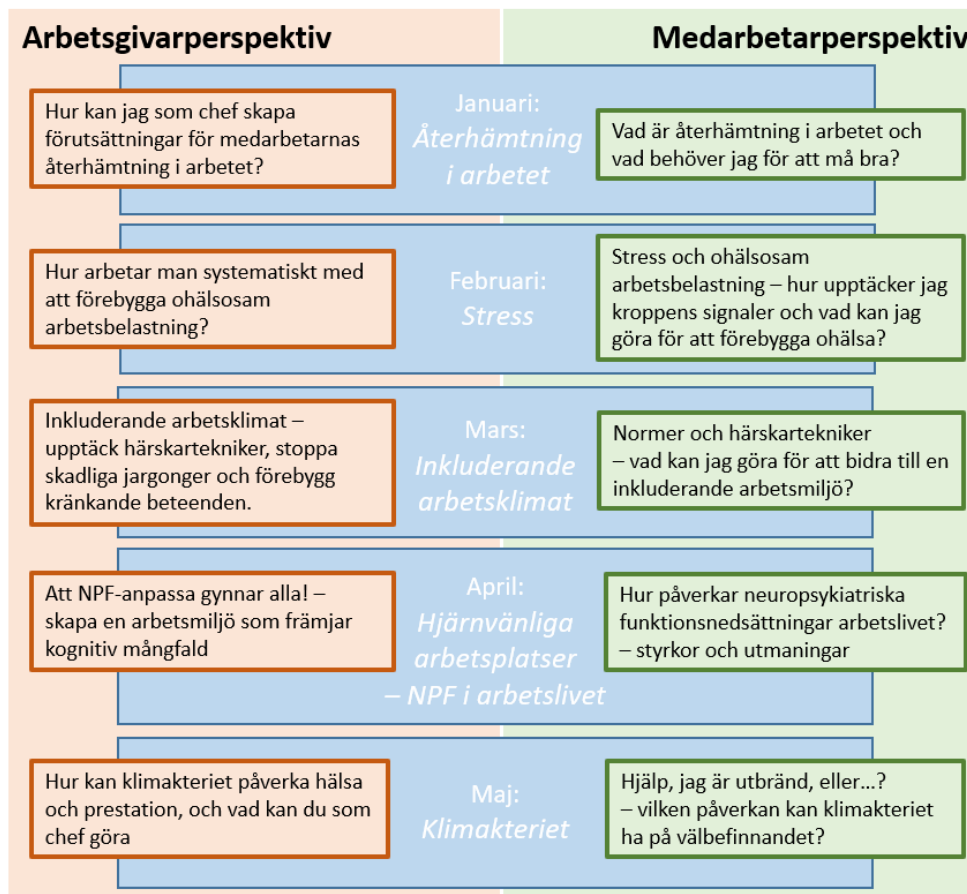 Arbetsgivarperspektiv
Medarbetarperspektiv
Januari:
Återhämtning
i arbetet
Hur kan jag som chef skapa
förutsättningar för medarbetarnas
återhämtning i arbetet?
Vad är återhämtning i arbetet och
vad behöver jag för att må bra?
Februari:
Stress
Hur arbetar man systematiskt med
att förebygga ohälsosam
arbetsbelastning?
Stress och ohälsosam
arbetsbelastning – hur upptäcker jag
kroppens signaler och vad kan jag
göra för att förebygga ohälsa?
Mars:
Inkluderande
arbetsklimat
Inkluderande arbetsklimat –
upptäck härskartekniker, stoppa
skadliga jargonger och förebygg
kränkande beteenden.
Normer och härskartekniker
– vad kan jag göra för att bidra till en
inkluderande arbetsmiljö?
April:
Hjärnvänliga
arbetsplatser
– NPF i arbetslivet
Att NPF-anpassa gynnar alla! –
skapa en arbetsmiljö som främjar
kognitiv mångfald
Hur påverkar neuropsykiatriska
funktionsnedsättningar arbetslivet?
– styrkor och utmaningar
Maj:
Klimakteriet
Hur kan klimakteriet påverka hälsa
och prestation, och vad kan du som
chef göra
Hjälp, jag är utbränd, eller…?
– vilken påverkan kan klimakteriet
ha på välbefinnandet?